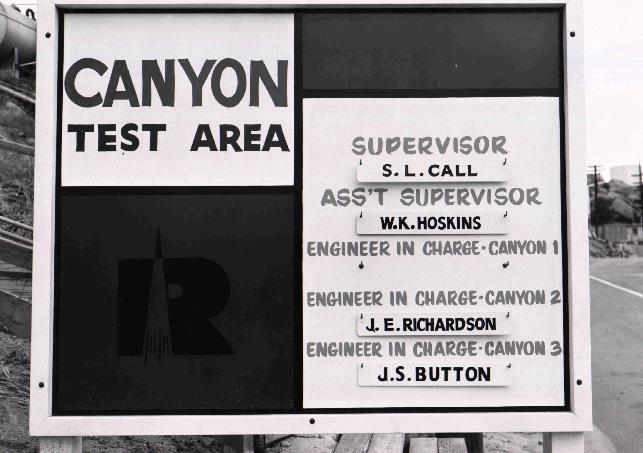 CANYON
TEST AREA
R
SUPERVISOR
S. L. CALL
ASS'T SUPERVISOR
W. K. HOSKINS
ENGINEER IN CHARGE-CANYON 1
ENGINEER IN CHARGE-CANYON 2
J. E. RICHARDSON
ENGINEER IN CHARGE-CANYON 3
J. S. BUTTON